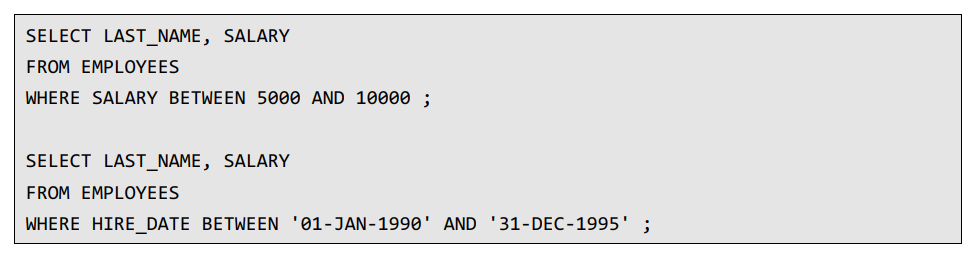 SELECT LAST_NAME, SALARY
FROM EMPLOYEES
WHERE SALARY BETWEEN 5000 AND 10000 ;
SELECT LAST_NAME, SALARY
FROM EMPLOYEES
WHERE HIRE_DATE BETWEEN '01-JAN-1990' AND '31-DEC-1995' ;